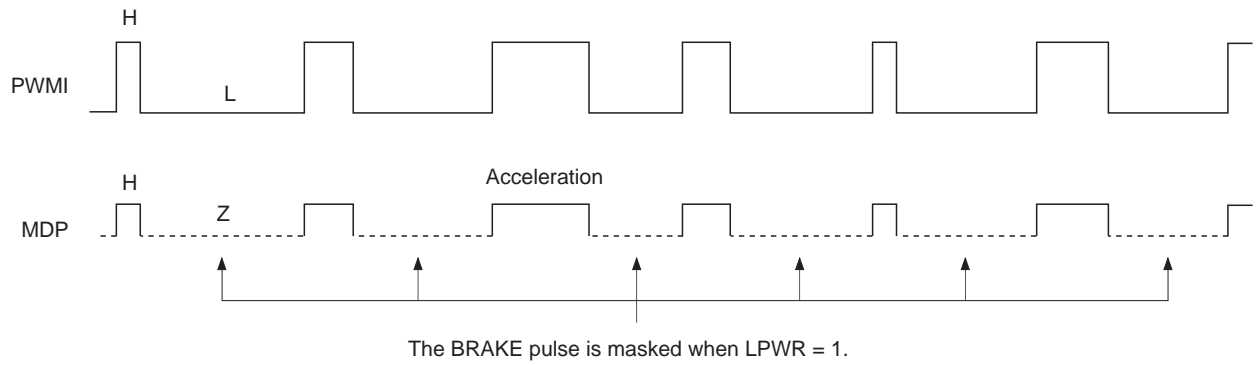 H
PWMI
L
Acceleration
H
Z
MDP
The BRAKE pulse is masked when LPWR = 1.